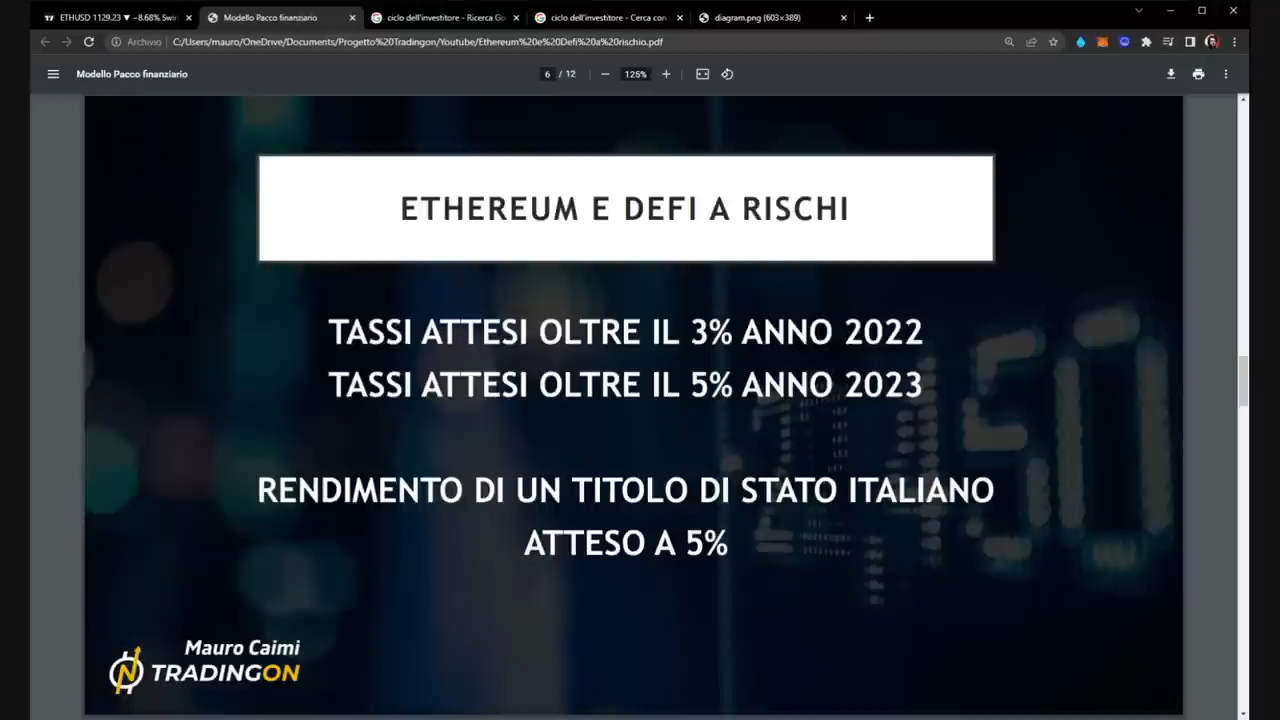 ETHUSD 1129.23 ▼ −8.68% Swin
Modello Pacco finanziario
ciclo dell'investitore - Ricerca Go
ciclo dell'investitore - Cerca con
diagram.png (603×389)
Archivio
C:/Users/mauro/OneDrive/Documents/Progetto%20Tradingon/Youtube/Ethereum%20e%20Defi%20a%20rischio.pdf
Modello Pacco finanziario
6 / 12
125%
ETHEREUM E DEFI A RISCHI
TASSI ATTESI OLTRE IL 3% ANNO 2022
TASSI ATTESI OLTRE IL 5% ANNO 2023
RENDIMENTO DI UN TITOLO DI STATO ITALIANO
ATTESO A 5%
Mauro Caimi
TRADINGON